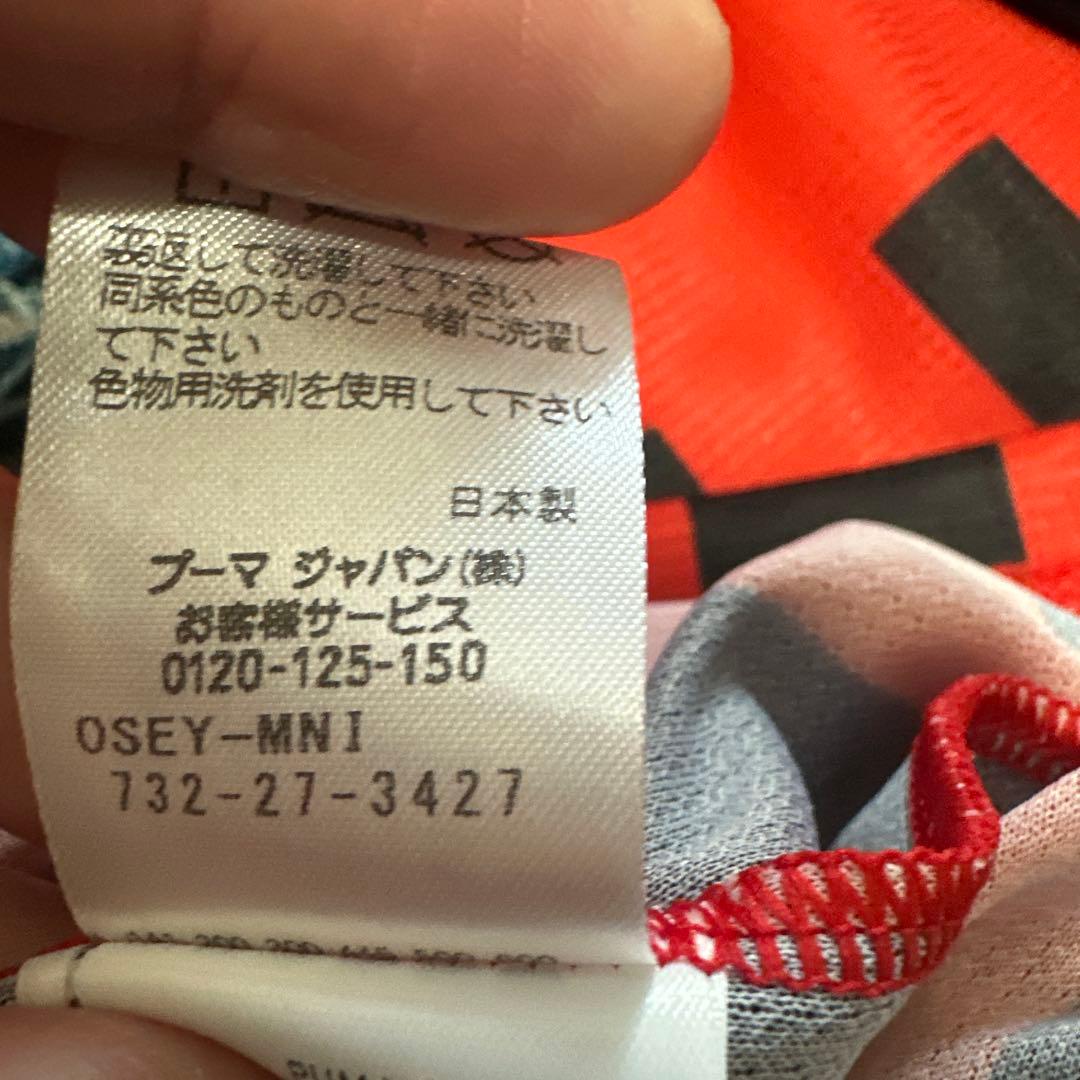 裏返して洗濯して下さい
同系色のものと一緒に洗濯し
て下さい
色物用洗剤を使用して下さい
日本製
プーマ ジャパン(株)
お客様サービス
0120-125-150
OSEY-MNI
732-27-3427
PUMA